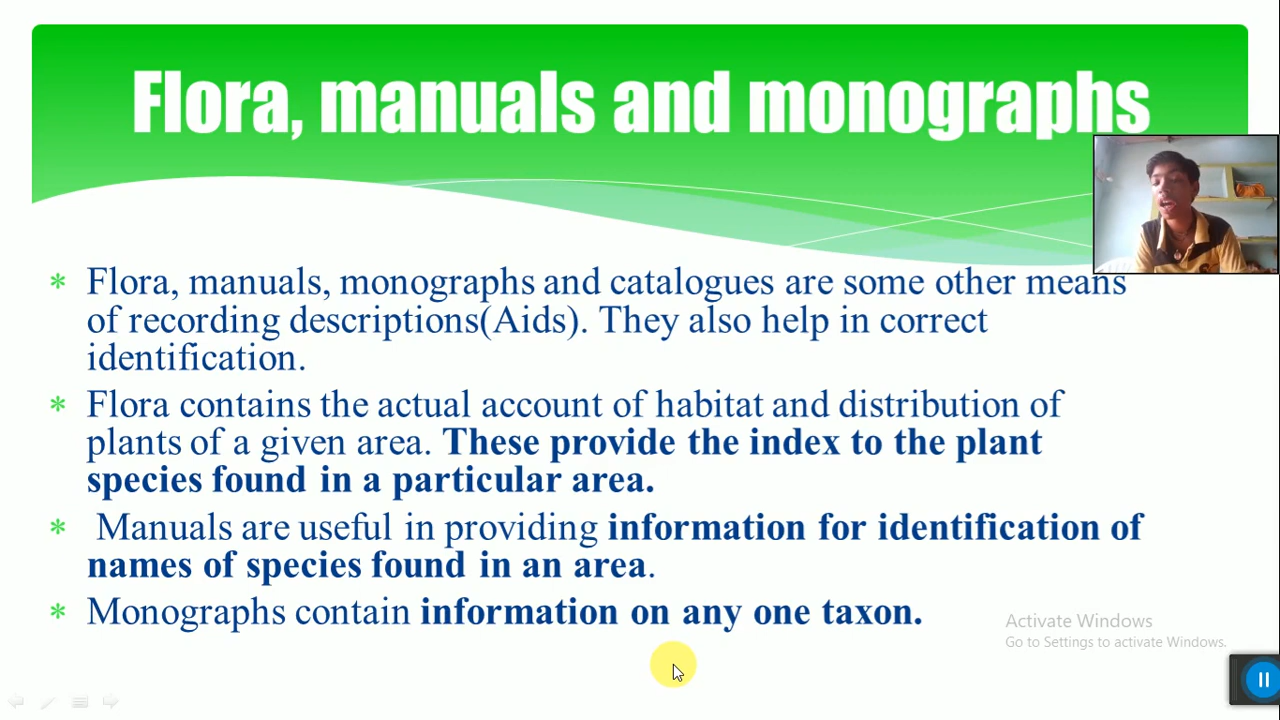 Flora, manuals and monographs
* Flora, manuals, monographs and catalogues are some other means
of recording descriptions(Aids). They also help in correct
identification.
* Flora contains the actual account of habitat and distribution of
plants of a given area. These provide the index to the plant
species found in a particular area.
* Manuals are useful in providing information for identification of
names of species found in an area.
* Monographs contain information on any one taxon.
Activate Windows
Go to Settings to activate Windows.